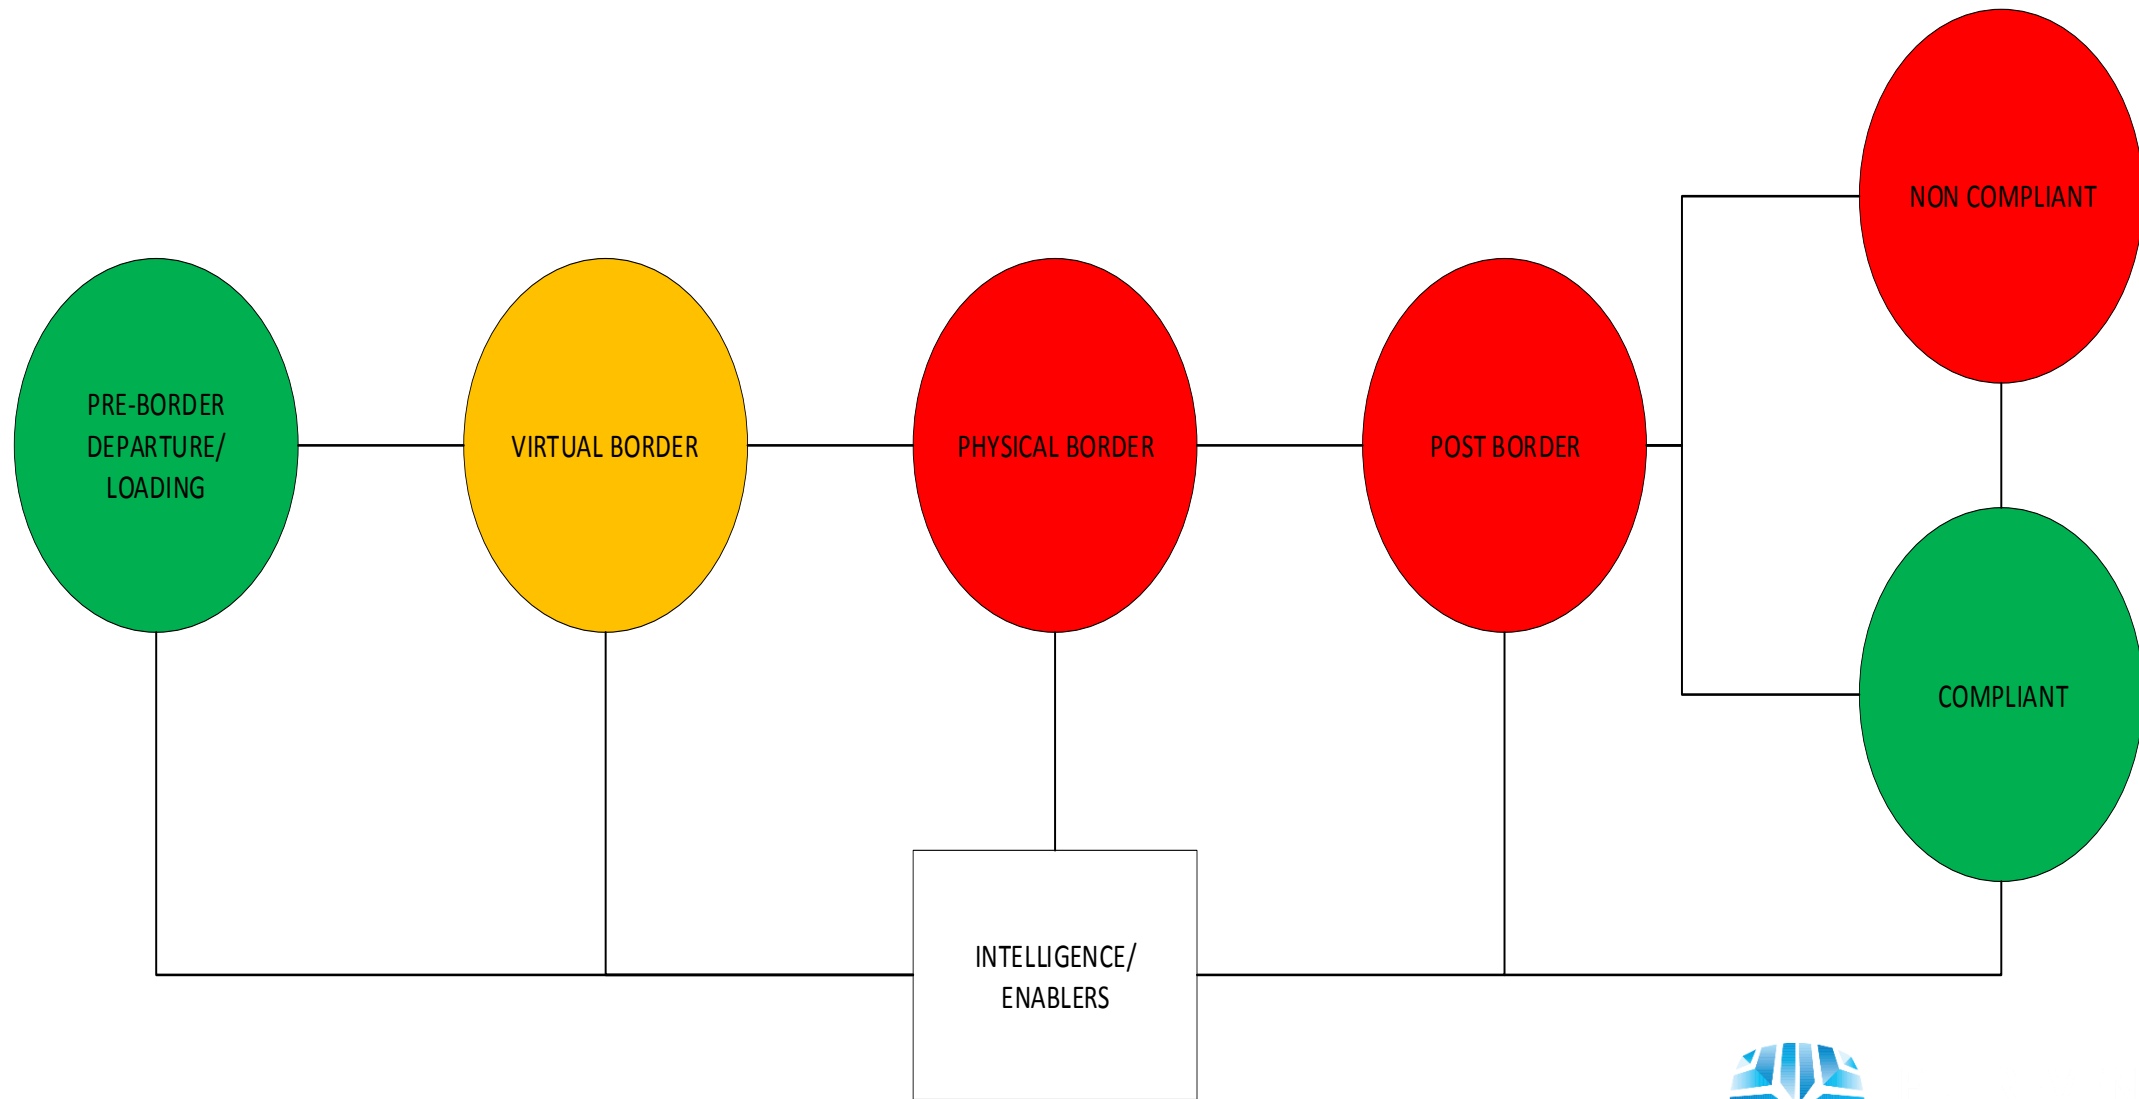 NON COMPLIANT
PRE-BORDER
DEPARTURE/
LOADING
VIRTUAL BORDER
PHYSICAL BORDER
POST BORDER
COMPLIANT
INTELLIGENCE/
ENABLERS